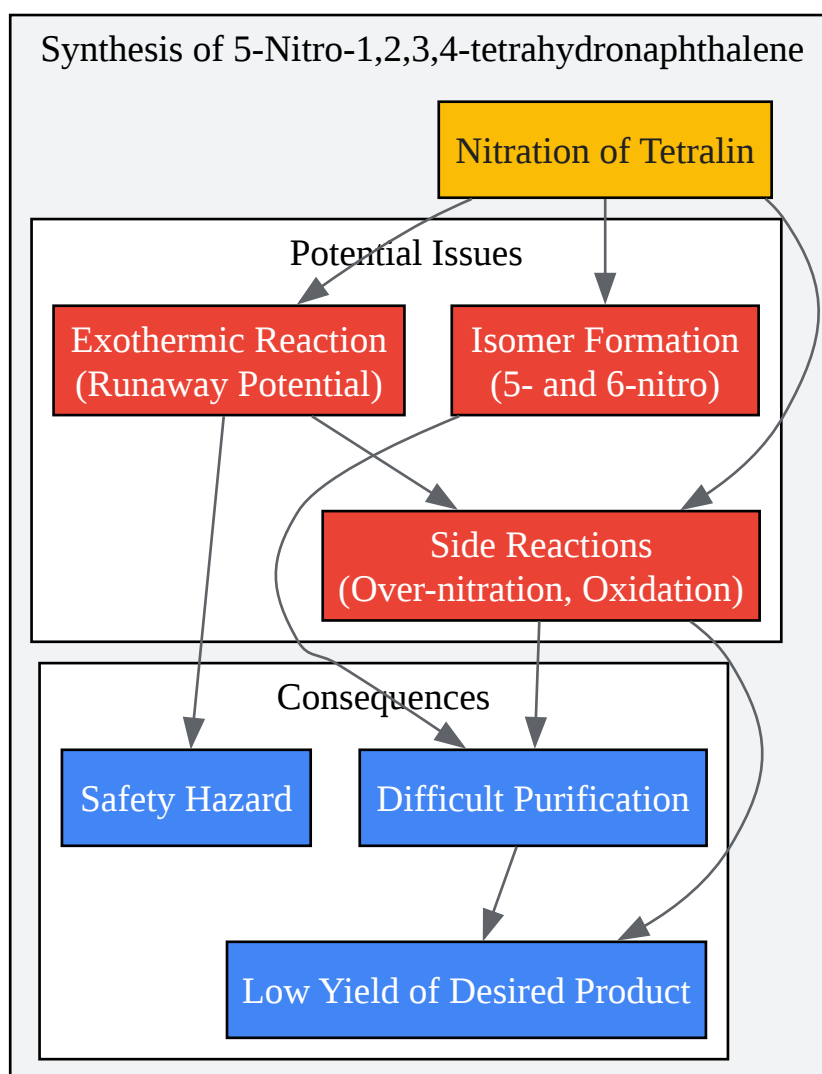 Synthesis of 5-Nitro-1,2,3,4-tetrahydronaphthalene
Nitration of Tetralin
Potential Issues
Exothermic Reaction
(Runaway Potential)
Isomer Formation
(5- and 6-nitro)
Side Reactions
(Over-nitration, Oxidation)
Consequences
Safety Hazard
Difficult Purification
Low Yield of Desired Product